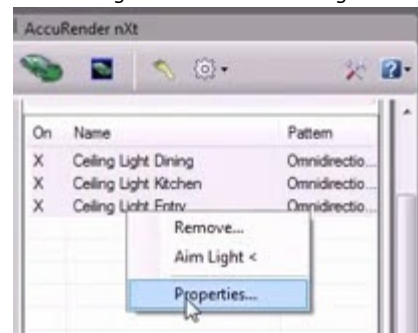 AccuRender nXt
On Name Pattern
X Ceiling Light Dining Omnidirectio...
X Ceiling Light Kitchen Omnidirectio...
X Ceiling Light Entry Omnidirectio...
Remove...
Aim Light <
Properties...